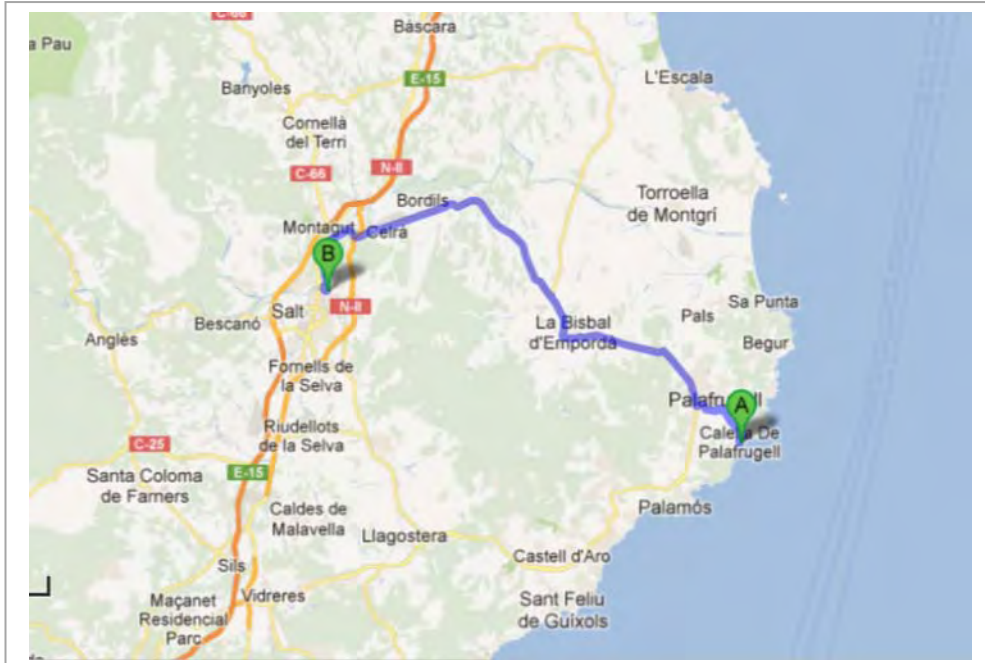 C-66
Bàscara
a Pau
E-15
L'Escala
Banyoles
Cornellà
del Terri
N-II
C-66
Bordils
Torroella
de Montgrí
Montagut
Celrà
B
Salt
N-II
Bescanó
Sa Punta
Pals
La Bisbal
d'Empordà
Anglès
Begur
Fornells de
la Selva
A
Riudellots
de la Selva
Calella De
Palafrugell
C-25
E-15
Santa Coloma
de Farners
Caldes de
Malavella
Palamós
Llagostera
Castell d'Aro
Sils
Vidreres
Maçanet
Residencial
Parc
Sant Feliu
de Guíxols